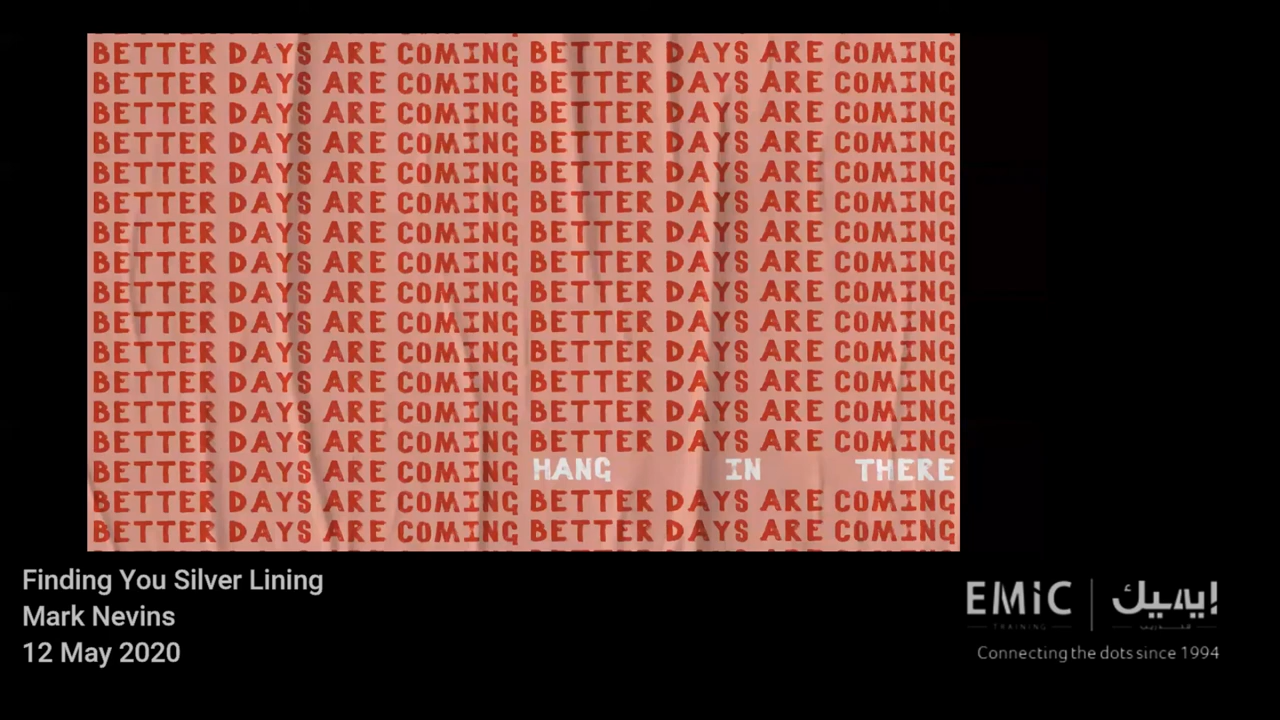 BETTER DAYS ARE COMING BETTER DAYS ARE COMING
BETTER DAYS ARE COMING BETTER DAYS ARE COMING
BETTER DAYS ARE COMING BETTER DAYS ARE COMING
BETTER DAYS ARE COMING BETTER DAYS ARE COMING
BETTER DAYS ARE COMING BETTER DAYS ARE COMING
BETTER DAYS ARE COMING BETTER DAYS ARE COMING
BETTER DAYS ARE COMING BETTER DAYS ARE COMING
BETTER DAYS ARE COMING BETTER DAYS ARE COMING
BETTER DAYS ARE COMING BETTER DAYS ARE COMING
BETTER DAYS ARE COMING BETTER DAYS ARE COMING
BETTER DAYS ARE COMING BETTER DAYS ARE COMING
BETTER DAYS ARE COMING BETTER DAYS ARE COMING
BETTER DAYS ARE COMING BETTER DAYS ARE COMING
BETTER DAYS ARE COMING BETTER DAYS ARE COMING
BETTER DAYS ARE COMING HANG IN THERE
BETTER DAYS ARE COMING BETTER DAYS ARE COMING
BETTER DAYS ARE COMING BETTER DAYS ARE COMING
Finding You Silver Lining
Mark Nevins
12 May 2020
EMiC إيميك
TRAINING
Connecting the dots since 1994